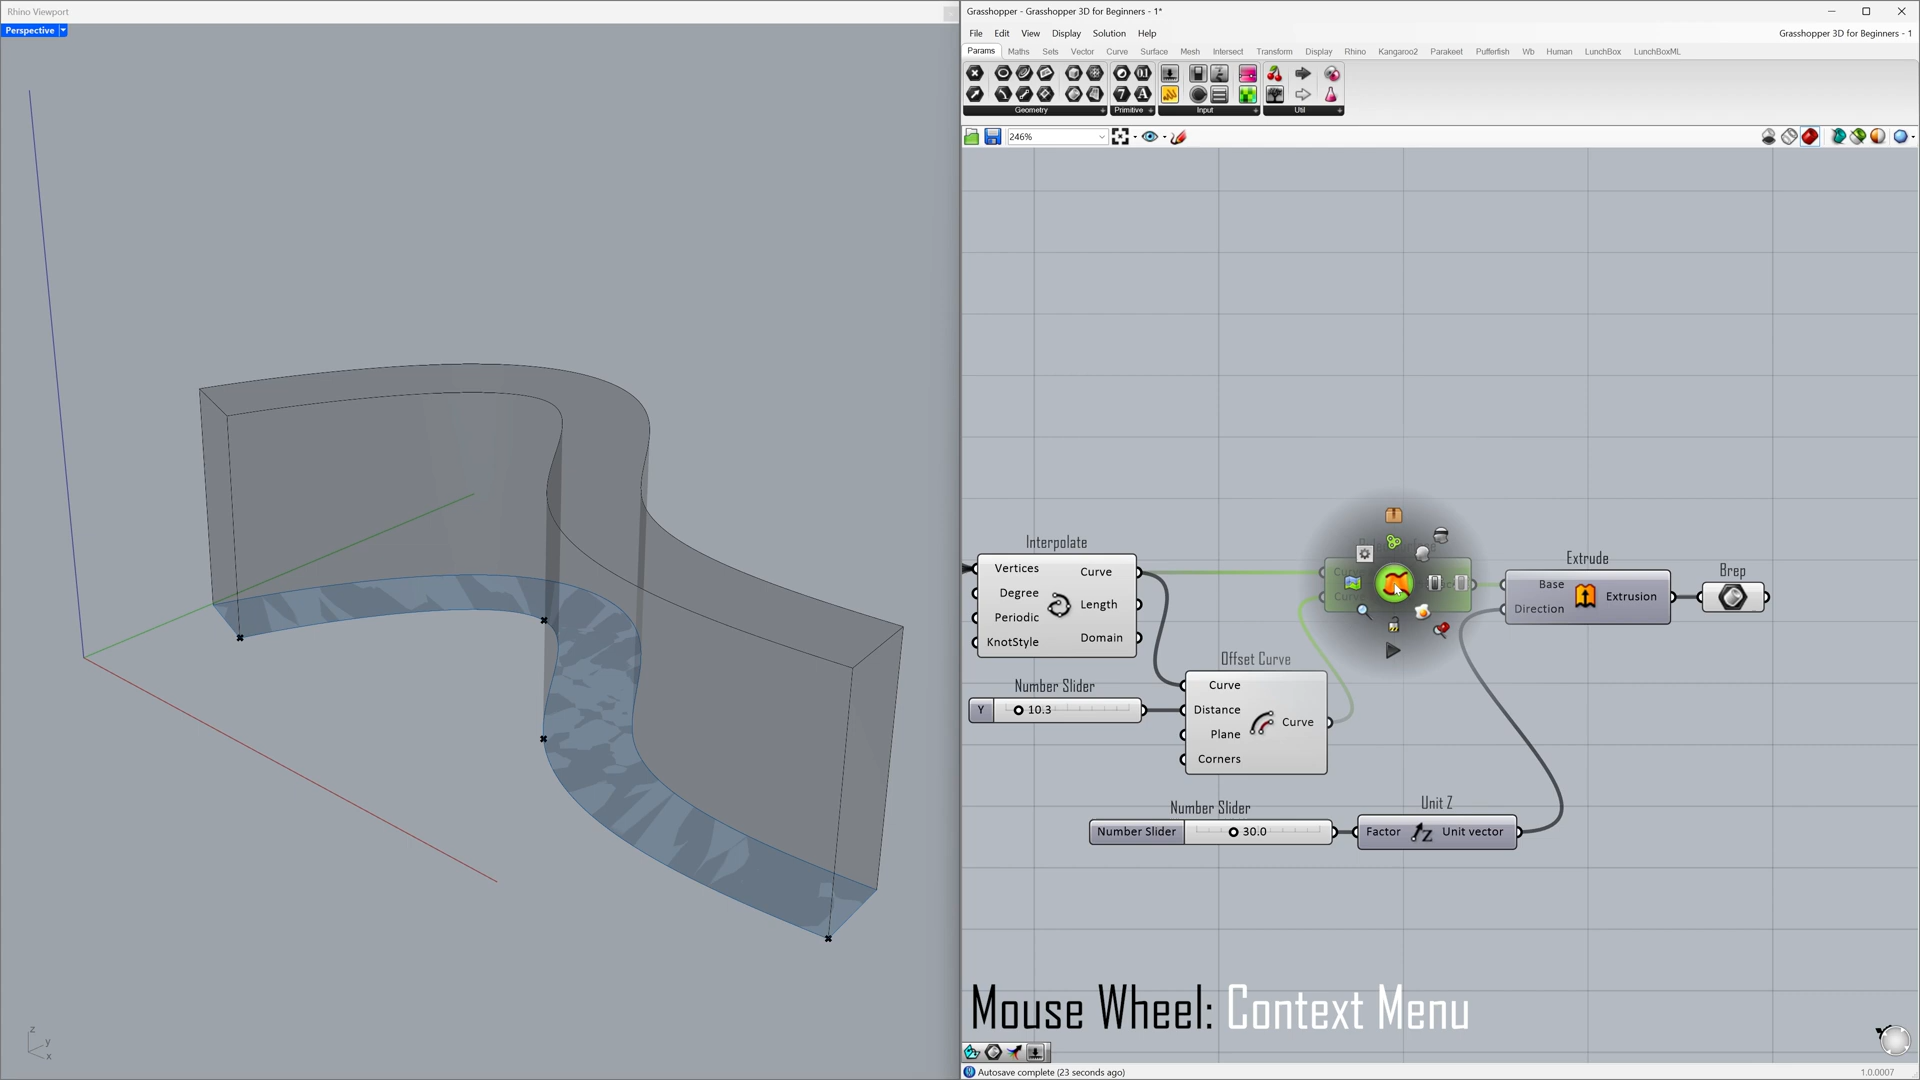 Rhino Viewport
Perspective
Grasshopper - Grasshopper 3D for Beginners - 1*
File Edit View Display Solution Help
Grasshopper 3D for Beginners - 1
Params Maths Sets Vector Curve Surface Mesh Intersect Transform Display Rhino Kangaroo2 Parakeet Pufferfish Wb Human LunchBox LunchBoxML
Geometry Primitive Input Util
246%
Interpolate
Vertices
Degree
Periodic
KnotStyle
Curve
Length
Domain
Extrude
Base
Direction
Extrusion
Brep
Number Slider
Y 10.3
Offset Curve
Curve
Distance
Plane
Corners
Curve
Number Slider
Number Slider 30.0
Unit Z
Factor Unit vector
Mouse Wheel: Context Menu
z
y
x
Autosave complete (23 seconds ago)
1.0.0007